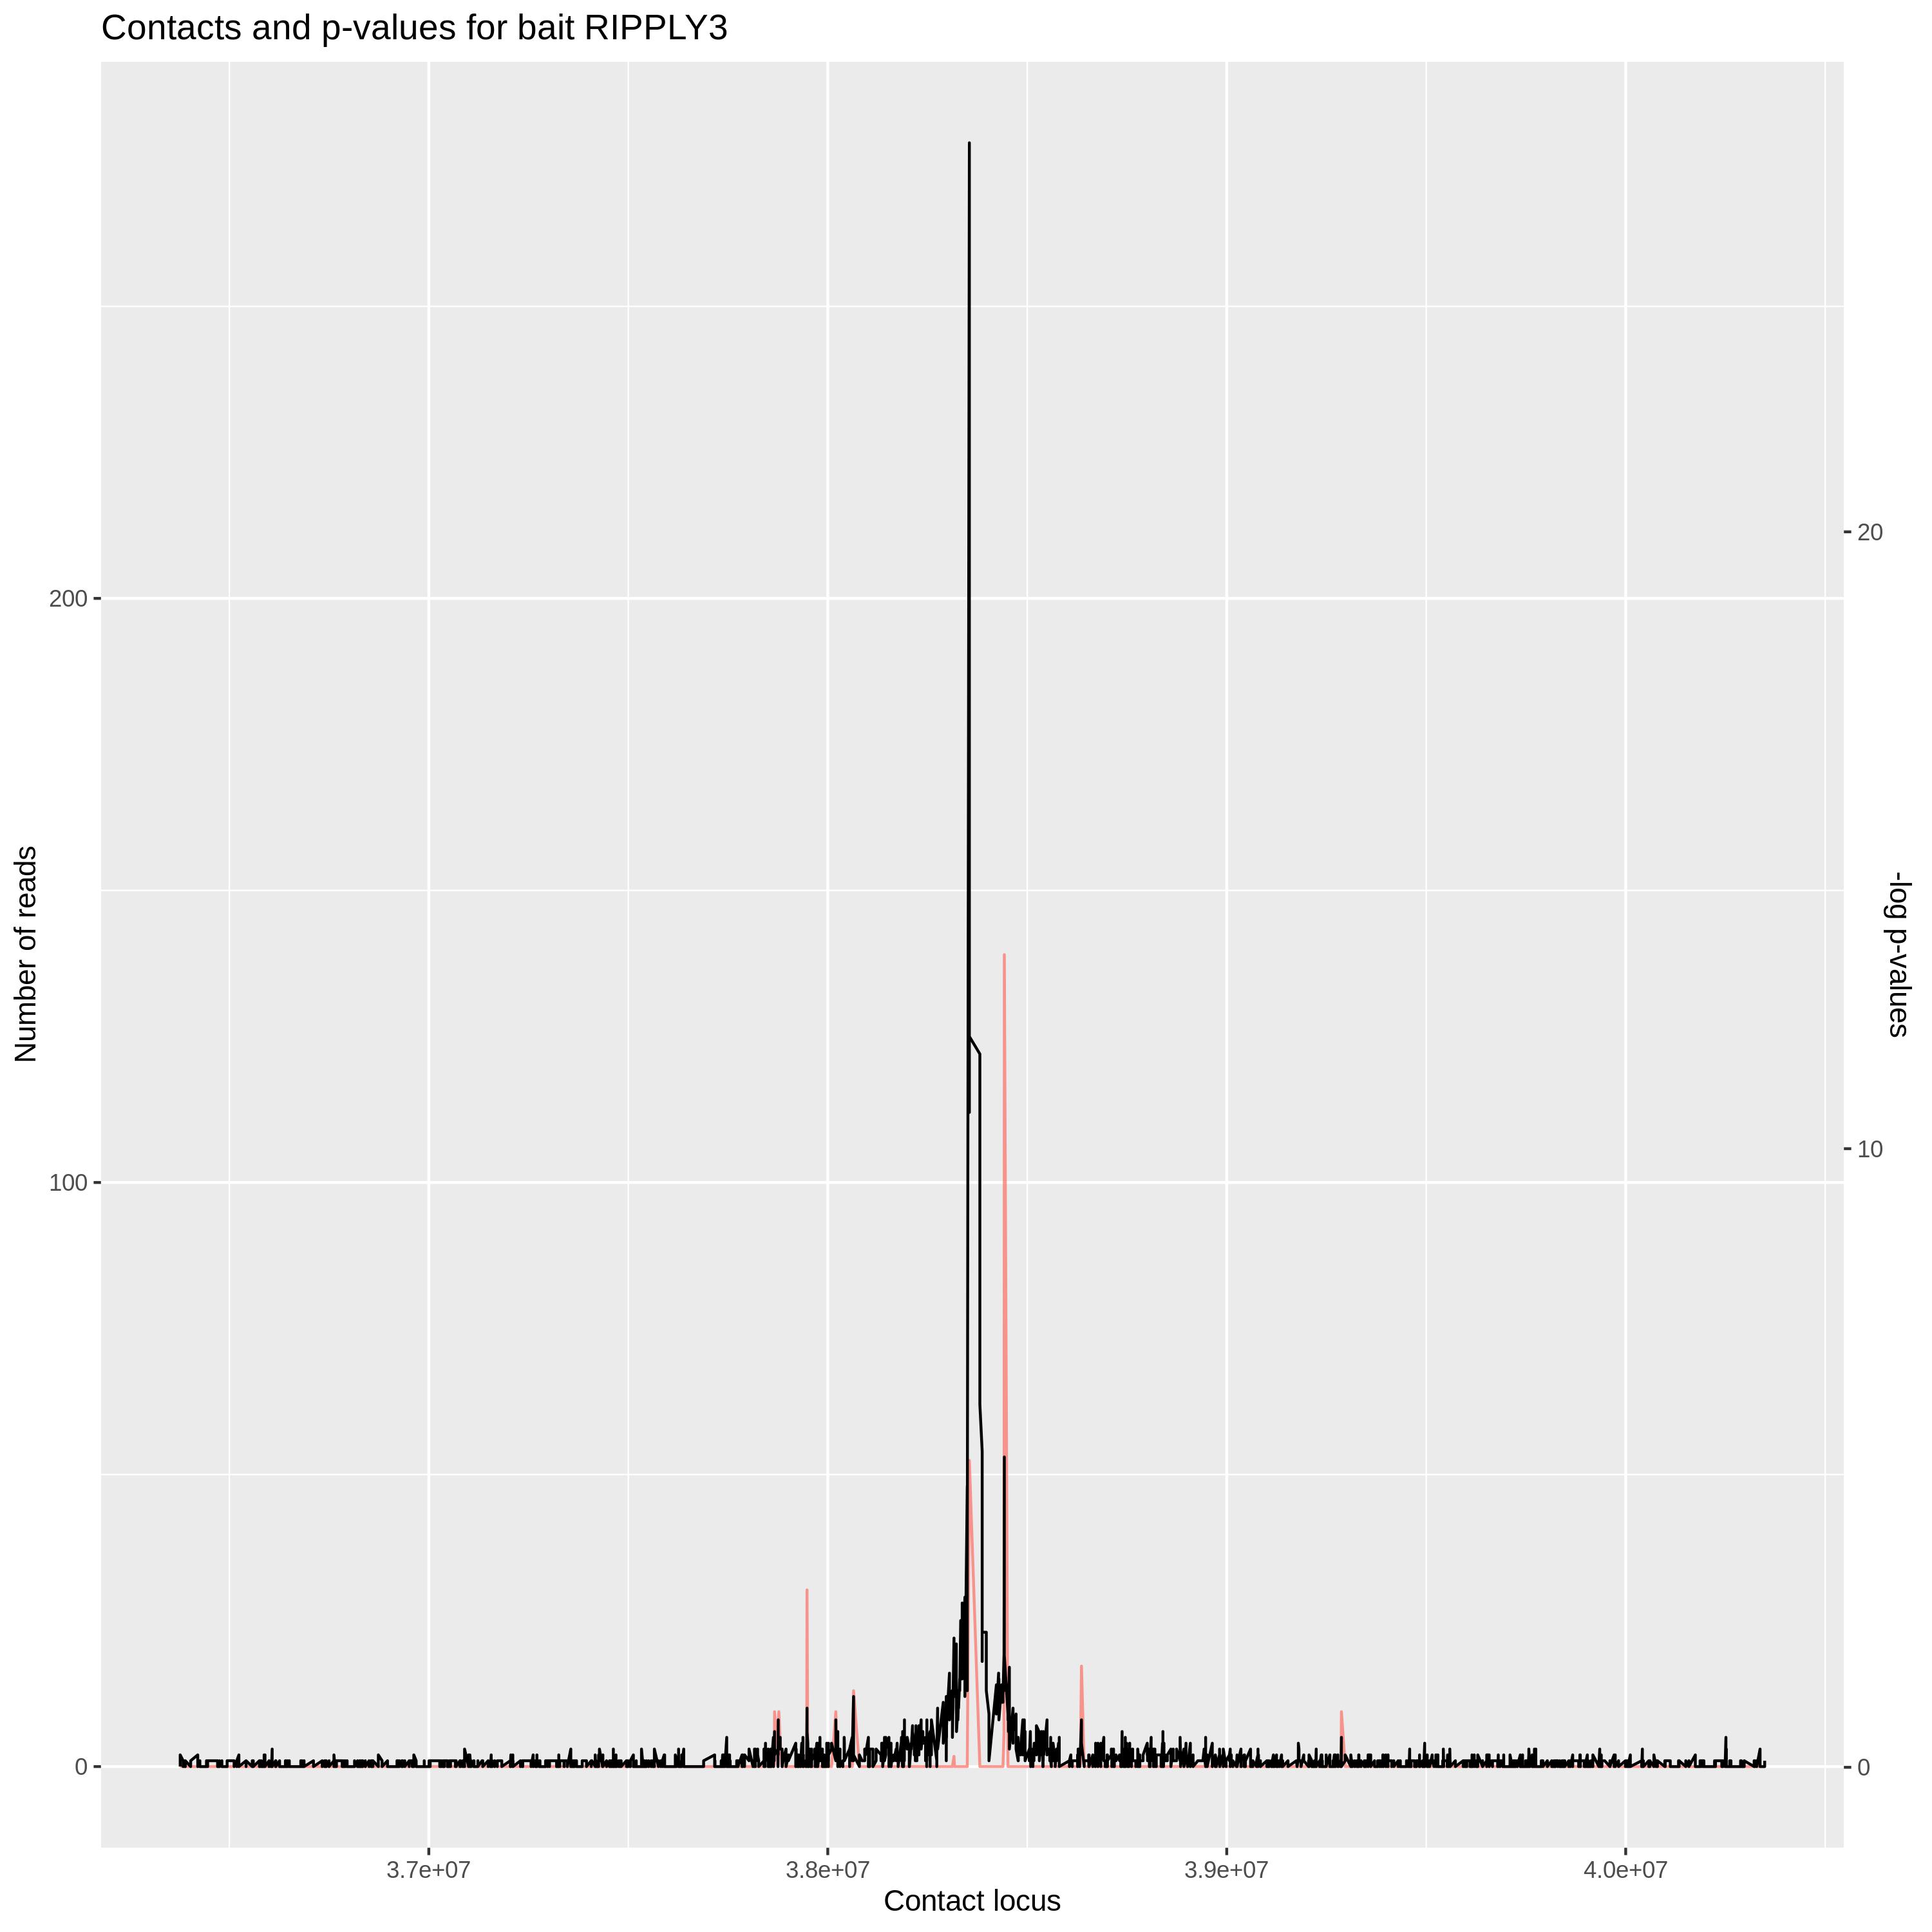 Contacts and p-values for bait RIPPLY3
Number of reads
200
100
0
20
10
0
-log p-values
3.7e+07
3.8e+07
3.9e+07
4.0e+07
Contact locus